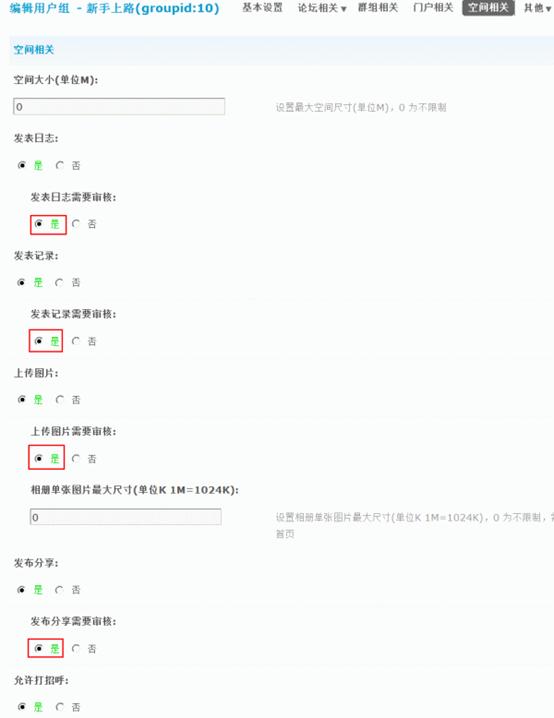 编辑用户组 - 新手上路(groupid:10) 基本设置 论坛相关 群组相关 门户相关 空间相关 其他
空间相关
空间大小(单位M):
0 设置最大空间尺寸(单位M)，0 为不限制
发表日志:
是 否
发表日志需要审核:
是 否
发表记录:
是 否
发表记录需要审核:
是 否
上传图片:
是 否
上传图片需要审核:
是 否
相册单张图片最大尺寸(单位K 1M=1024K):
0 设置相册单张图片最大尺寸(单位K 1M=1024K)，0 为不限制，
首页
发布分享:
是 否
发布分享需要审核:
是 否
允许打招呼:
是 否